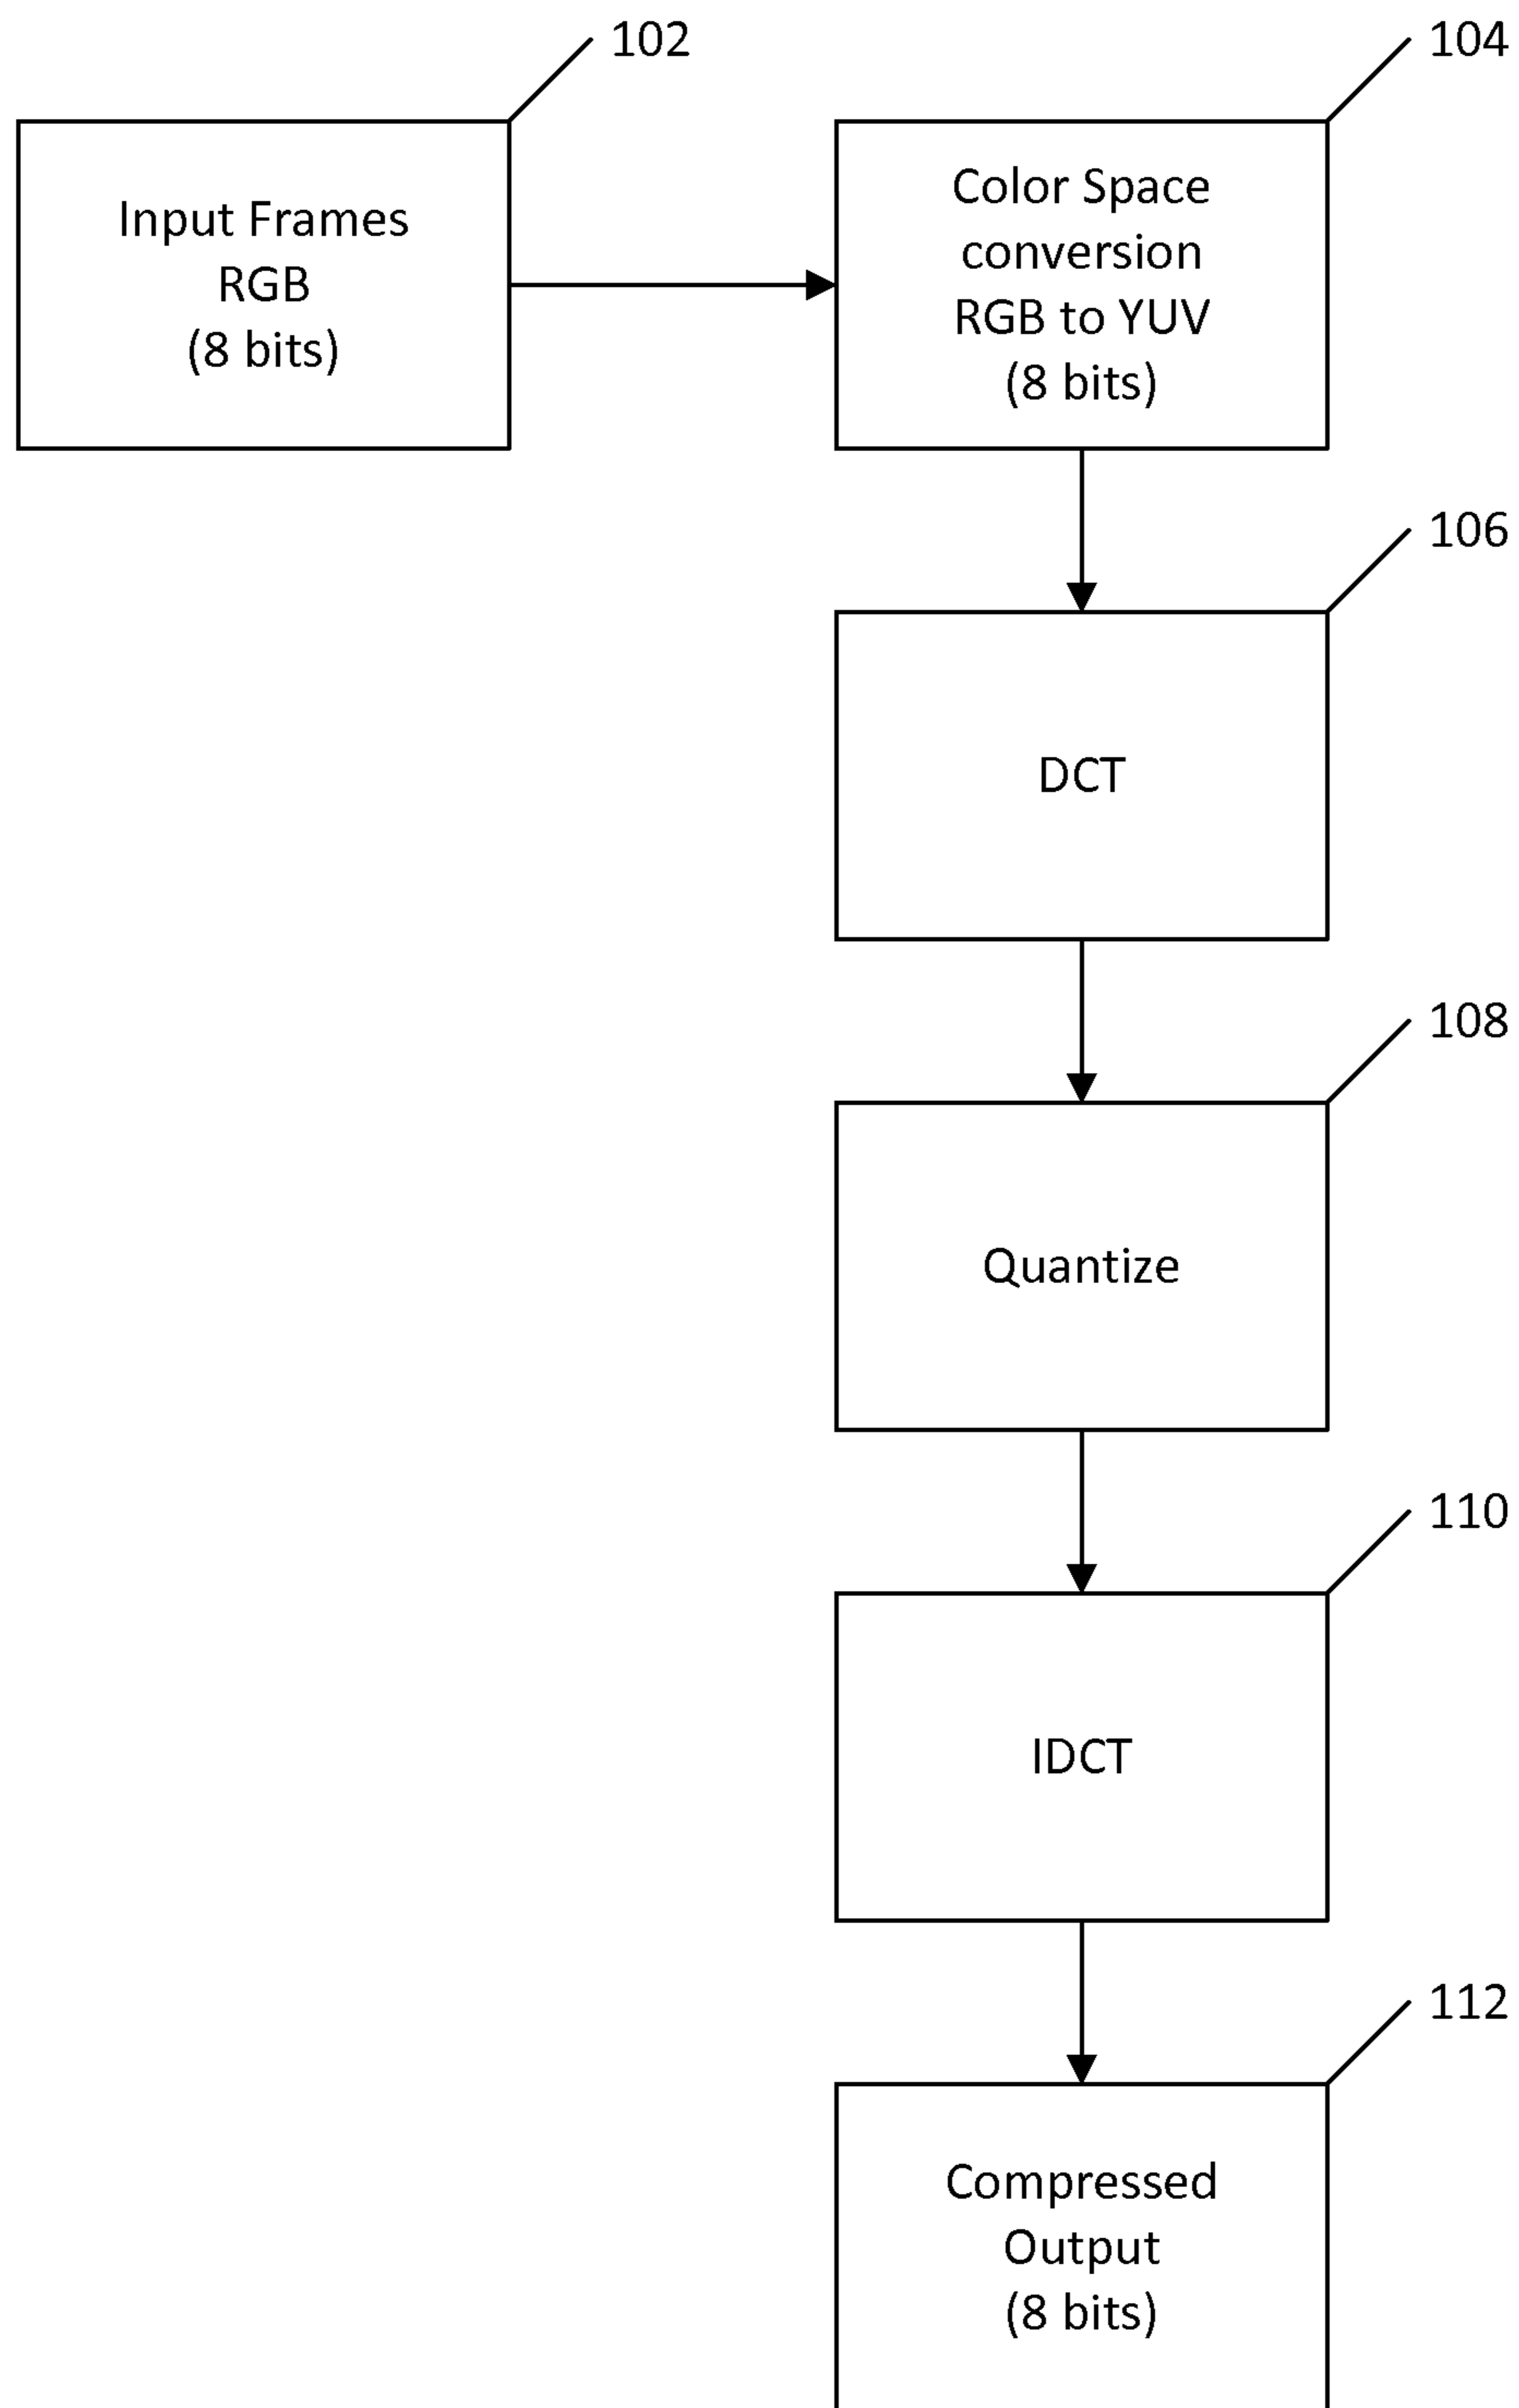 102
Input Frames
RGB
(8 bits)
104
Color Space
conversion
RGB to YUV
(8 bits)
106
DCT
108
Quantize
110
IDCT
112
Compressed
Output
(8 bits)